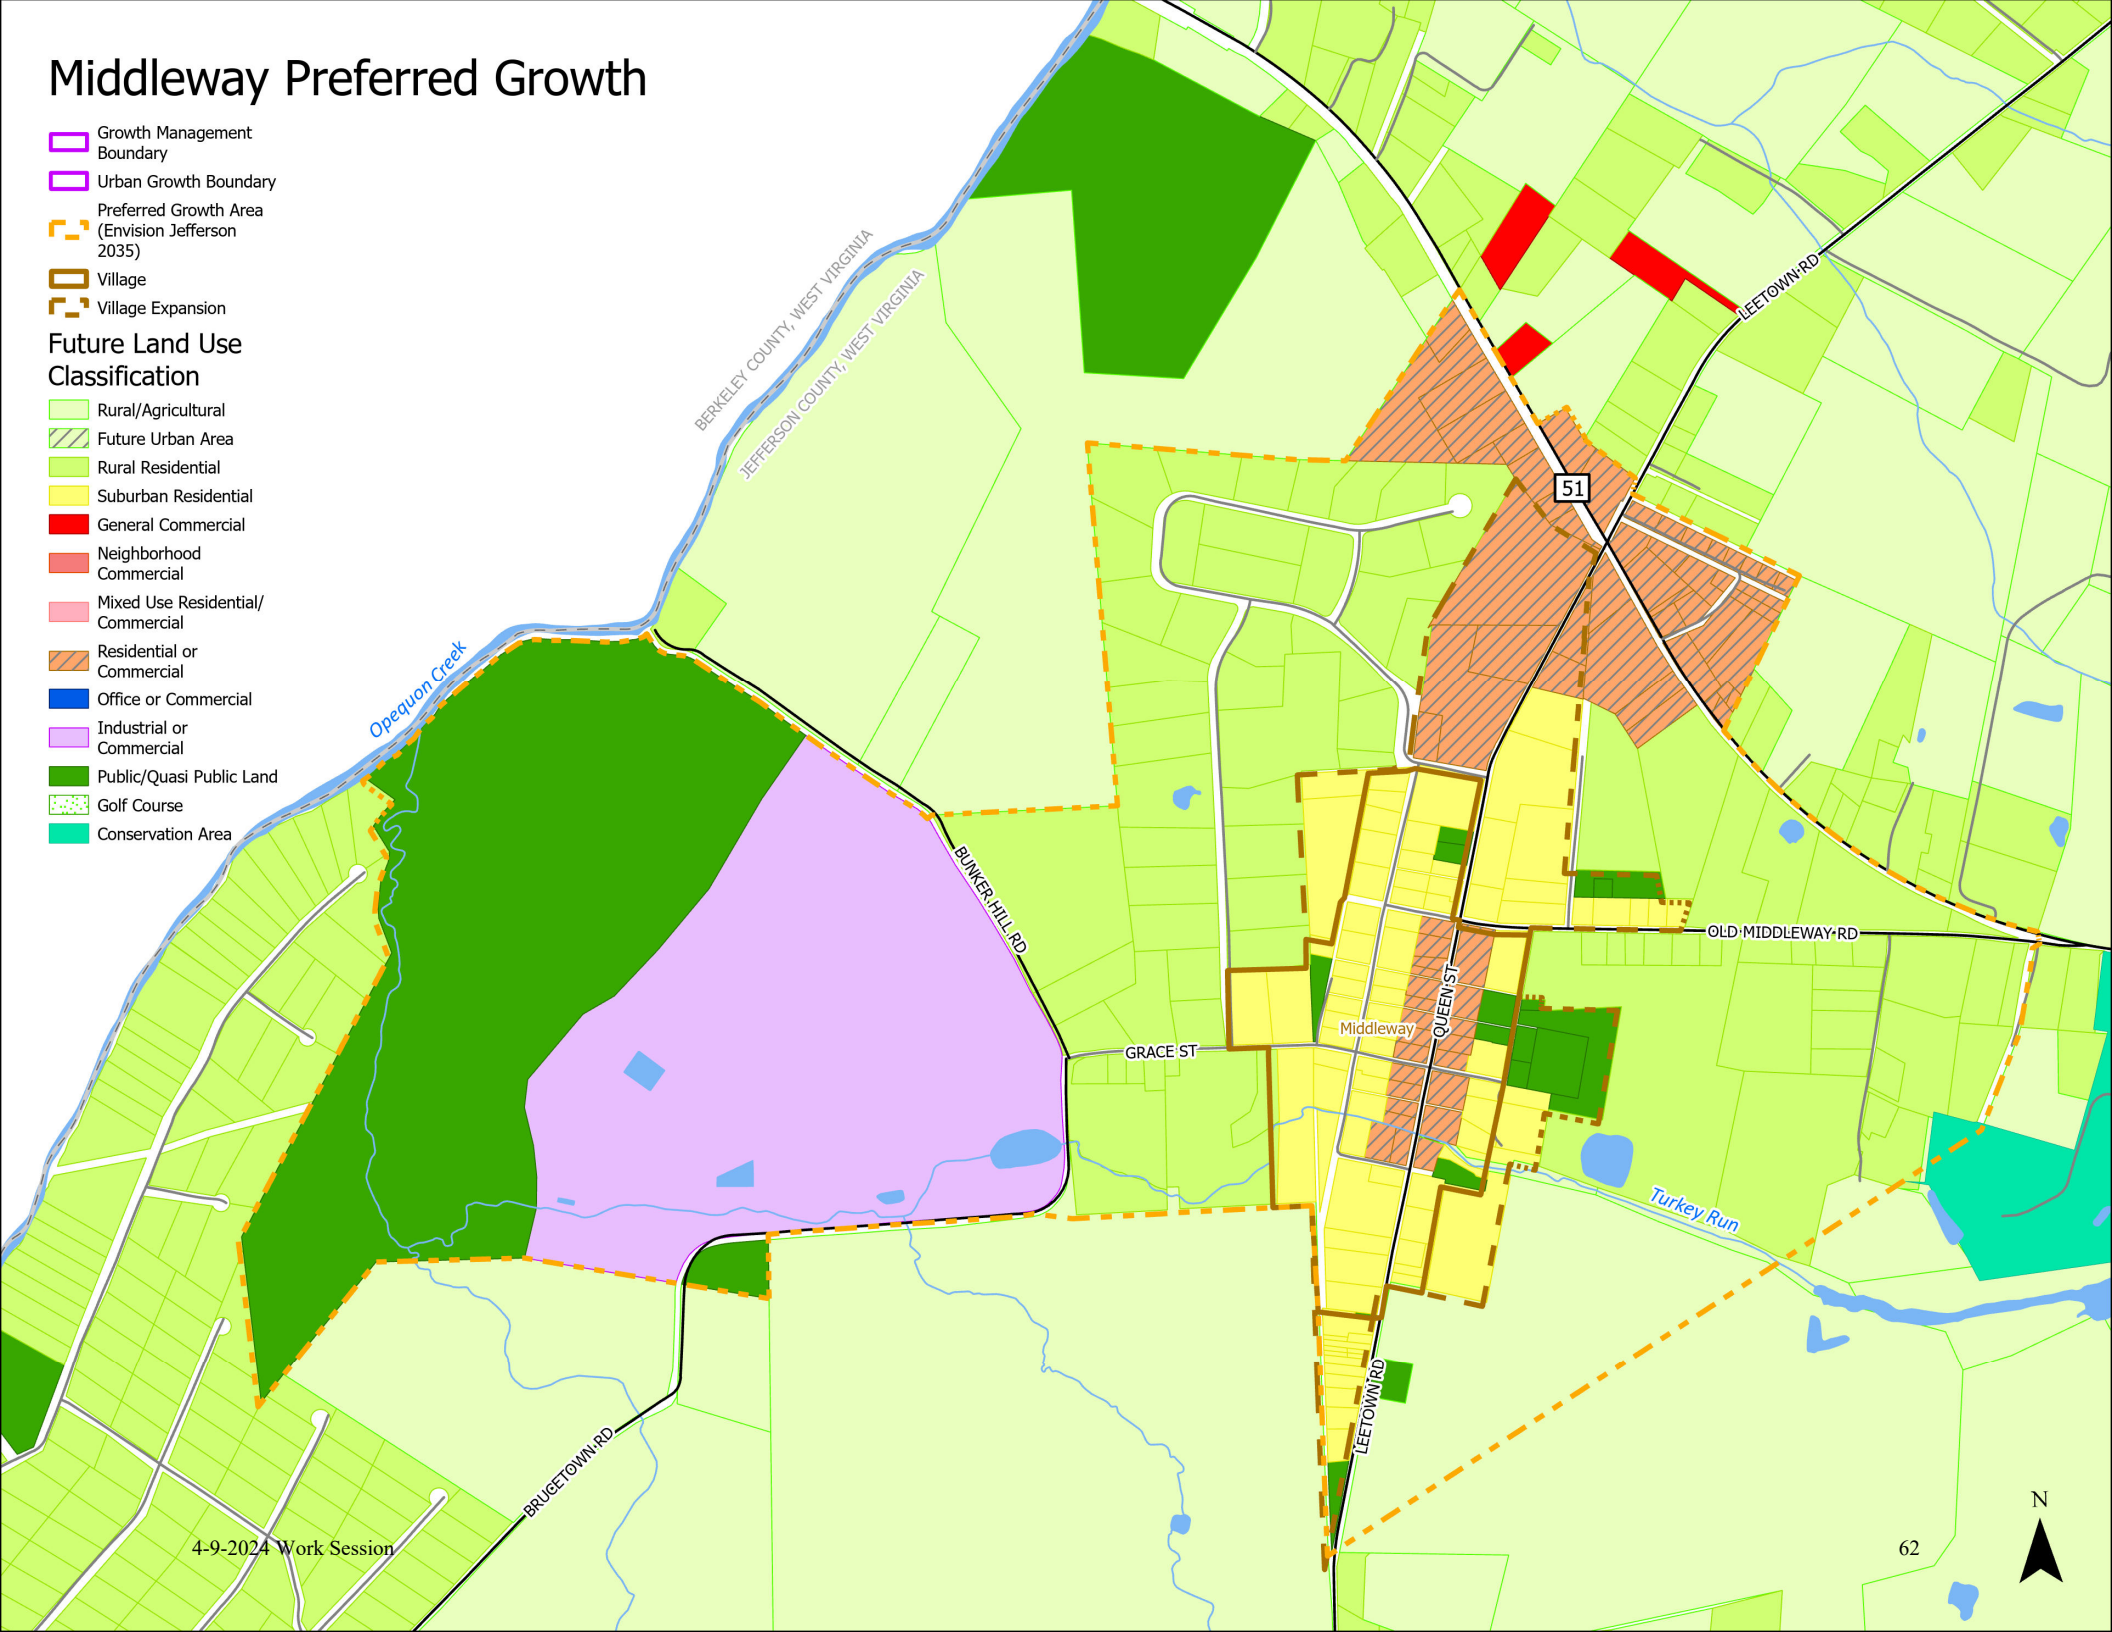 Middleway Preferred Growth
Growth Management
Boundary
Urban Growth Boundary
Preferred Growth Area
(Envision Jefferson
2035)
Village
Village Expansion
Future Land Use
Classification
Rural/Agricultural
Future Urban Area
Rural Residential
Suburban Residential
General Commercial
Neighborhood
Commercial
Mixed Use Residential/
Commercial
Residential or
Commercial
Office or Commercial
Industrial or
Commercial
Public/Quasi Public Land
Golf Course
Conservation Area
BERKELEY COUNTY, WEST VIRGINIA
JEFFERSON COUNTY, WEST VIRGINIA
LEETOWN RD
51
Opequon Creek
BUNKER HILL RD
OLD MIDDLEWAY RD
QUEEN ST
Middleway
GRACE ST
Turkey Run
LEETOWN RD
BRUCETOWN RD
N
4-9-2024 Work Session
62